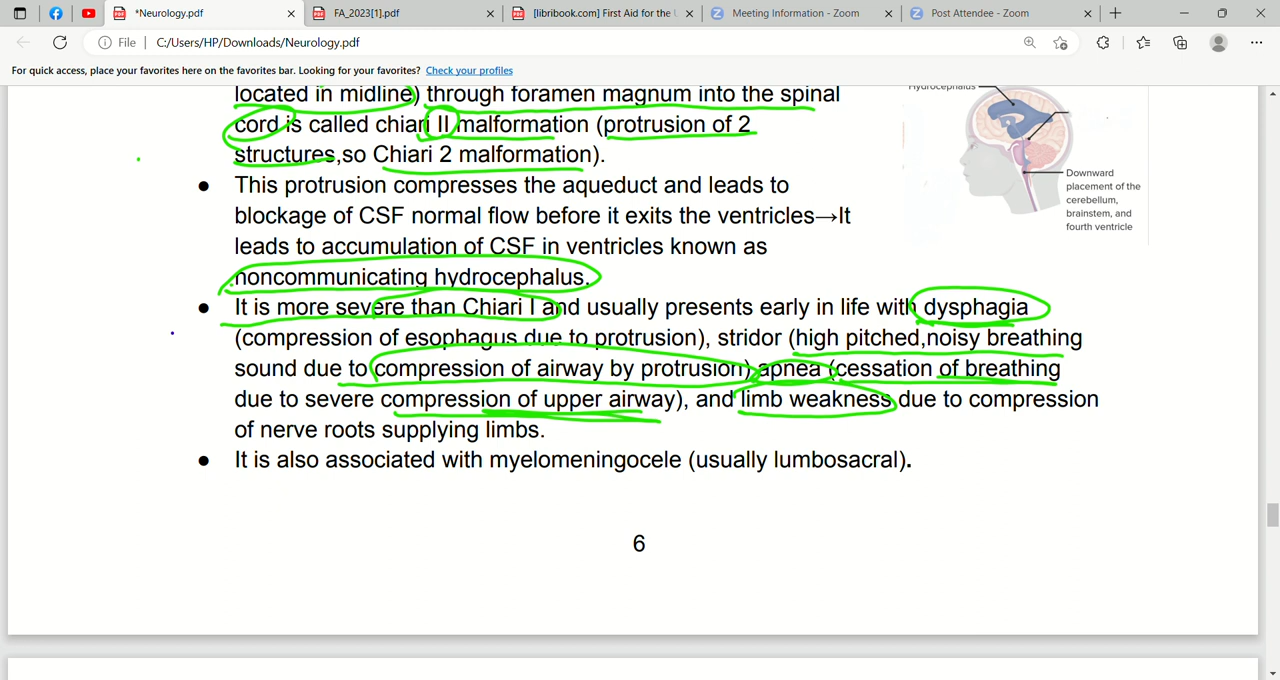 *Neurology.pdf
FA_2023[1].pdf
[libribook.com] First Aid for the
Meeting Information - Zoom
Post Attendee - Zoom
File
C:/Users/HP/Downloads/Neurology.pdf
For quick access, place your favorites here on the favorites bar. Looking for your favorites? Check your profiles
located in midline) through foramen magnum into the spinal
cord is called chiari II malformation (protrusion of 2
structures,so Chiari 2 malformation).
● This protrusion compresses the aqueduct and leads to
blockage of CSF normal flow before it exits the ventricles→It
leads to accumulation of CSF in ventricles known as
noncommunicating hydrocephalus.
● It is more severe than Chiari I and usually presents early in life with dysphagia
(compression of esophagus due to protrusion), stridor (high pitched,noisy breathing
sound due to compression of airway by protrusion) apnea (cessation of breathing
due to severe compression of upper airway), and limb weakness due to compression
of nerve roots supplying limbs.
● It is also associated with myelomeningocele (usually lumbosacral).
Hydrocephalus
Downward
placement of the
cerebellum,
brainstem, and
fourth ventricle
6